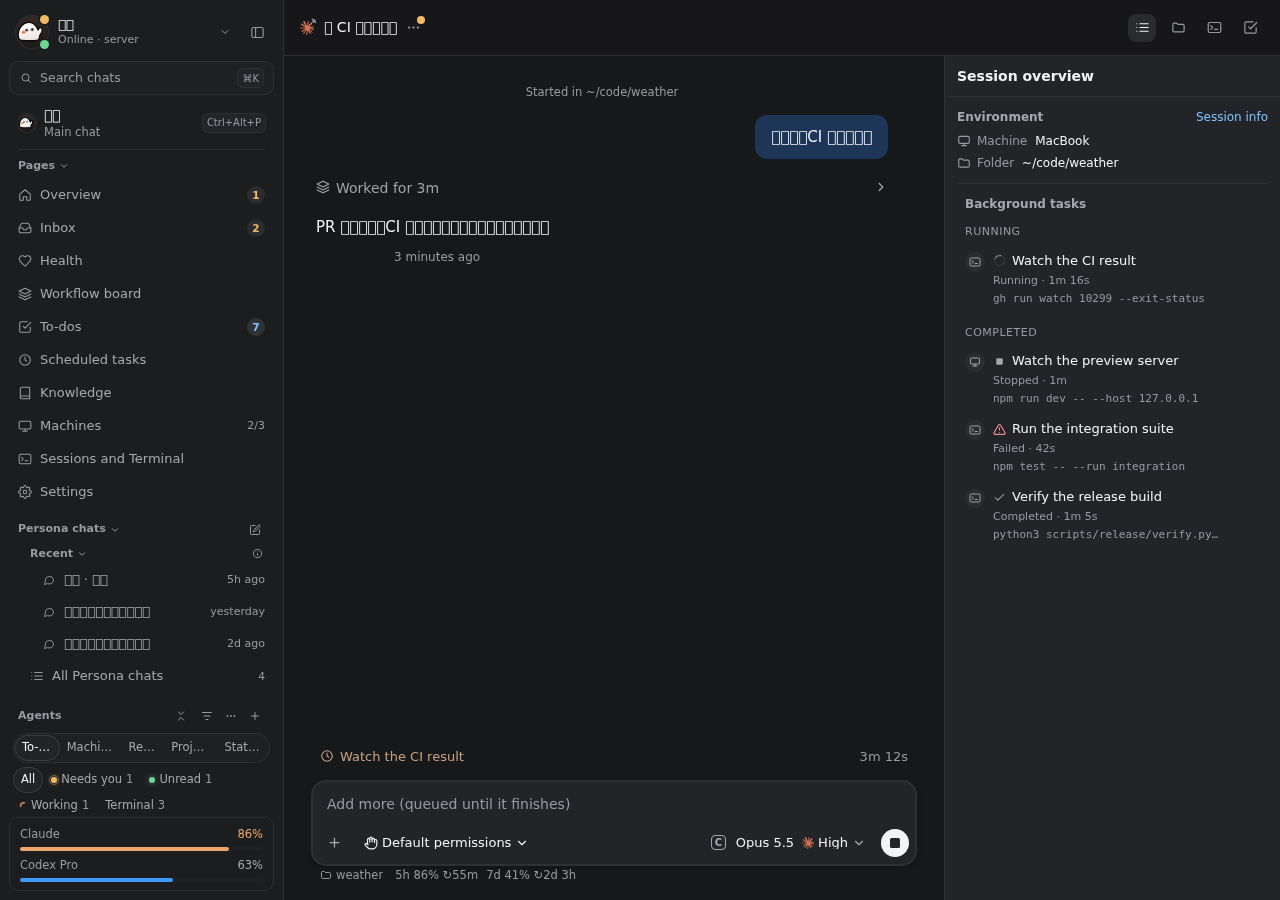 Online · server
Search chats
⌘K
Main chat
Ctrl+Alt+P
Pages
Overview
1
Inbox
2
Health
Workflow board
To-dos
7
Scheduled tasks
Knowledge
Machines
2/3
Sessions and Terminal
Settings
Persona chats
Recent
5h ago
yesterday
2d ago
All Persona chats
4
Agents
To-...
Machi...
Re...
Proj...
Stat...
All
Needs you 1
Unread 1
Working 1
Terminal 3
Claude
86%
Codex Pro
63%
CI
Started in ~/code/weather
CI
Worked for 3m
PR CI
3 minutes ago
Watch the CI result
3m 12s
Add more (queued until it finishes)
Default permissions
C
Opus 5.5
High
weather 5h 86% ↻55m 7d 41% ↻2d 3h
Session overview
Environment
Session info
Machine MacBook
Folder ~/code/weather
Background tasks
RUNNING
Watch the CI result
Running · 1m 16s
gh run watch 10299 --exit-status
COMPLETED
Watch the preview server
Stopped · 1m
npm run dev -- --host 127.0.0.1
Run the integration suite
Failed · 42s
npm test -- --run integration
Verify the release build
Completed · 1m 5s
python3 scripts/release/verify.py…